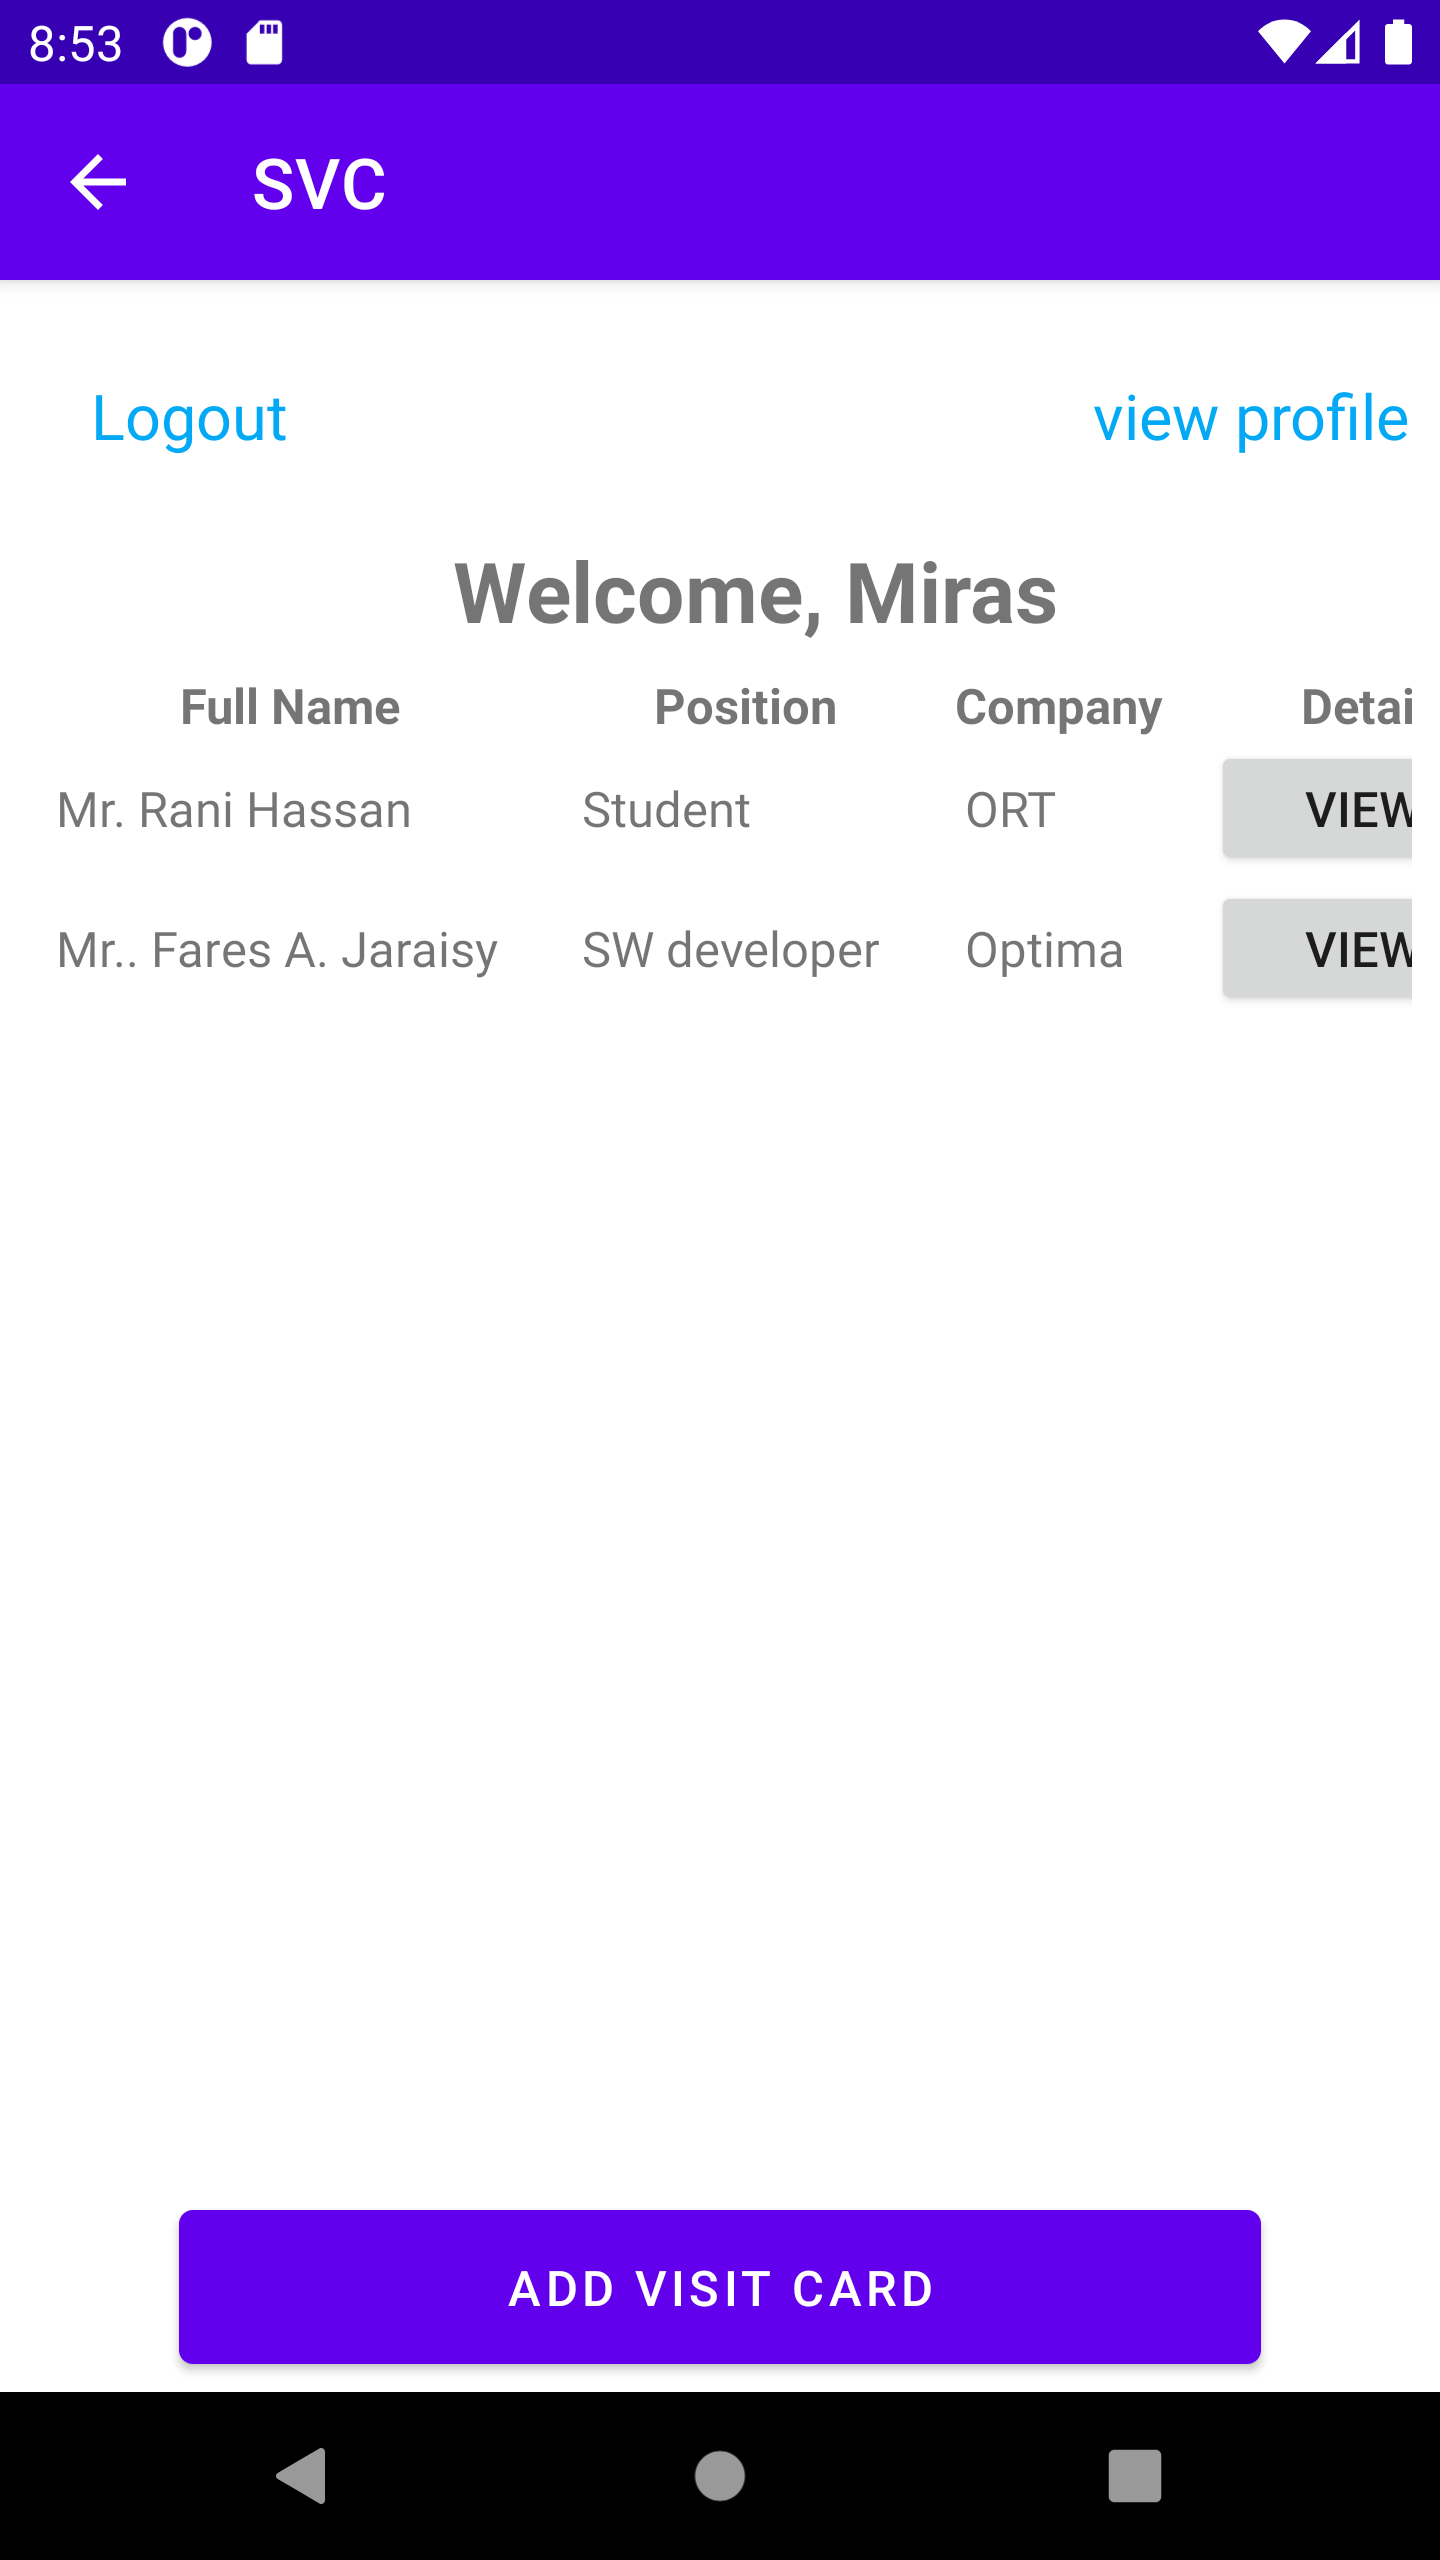 8:53
SVC
Logout view profile
Welcome, Miras
Full Name Position Company Detai
Mr. Rani Hassan Student ORT VIEW
Mr.. Fares A. Jaraisy SW developer Optima VIEW
ADD VISIT CARD